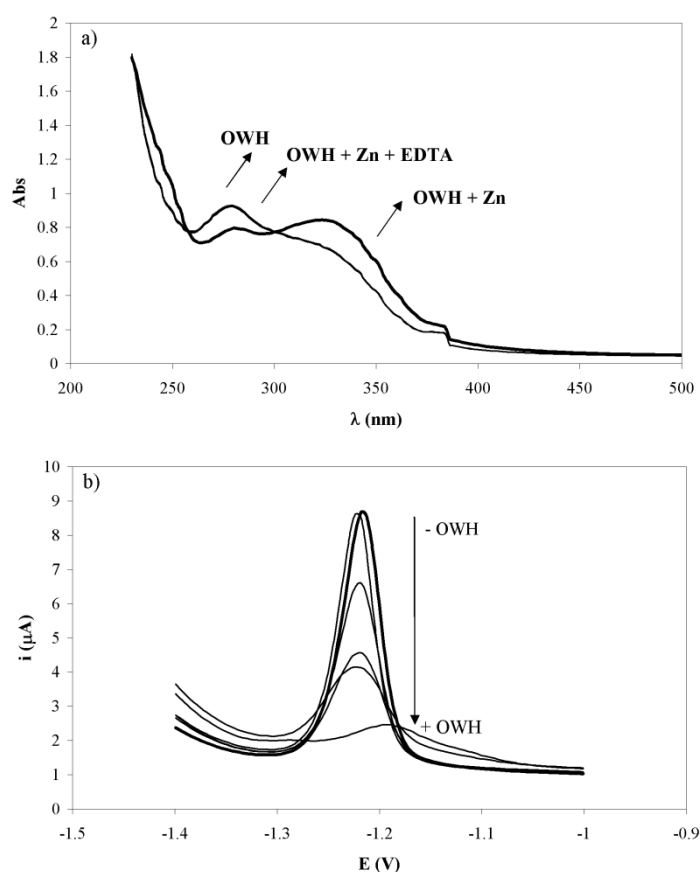 a)
2
1.8
1.6
1.4
1.2
1
0.8
0.6
0.4
0.2
0
Abs
OWH
OWH + Zn + EDTA
OWH + Zn
200 250 300 350 400 450 500
λ (nm)
b)
10
9
8
7
6
5
4
3
2
1
0
i (μA)
- OWH
+ OWH
-1.5 -1.4 -1.3 -1.2 -1.1 -1 -0.9
E (V)